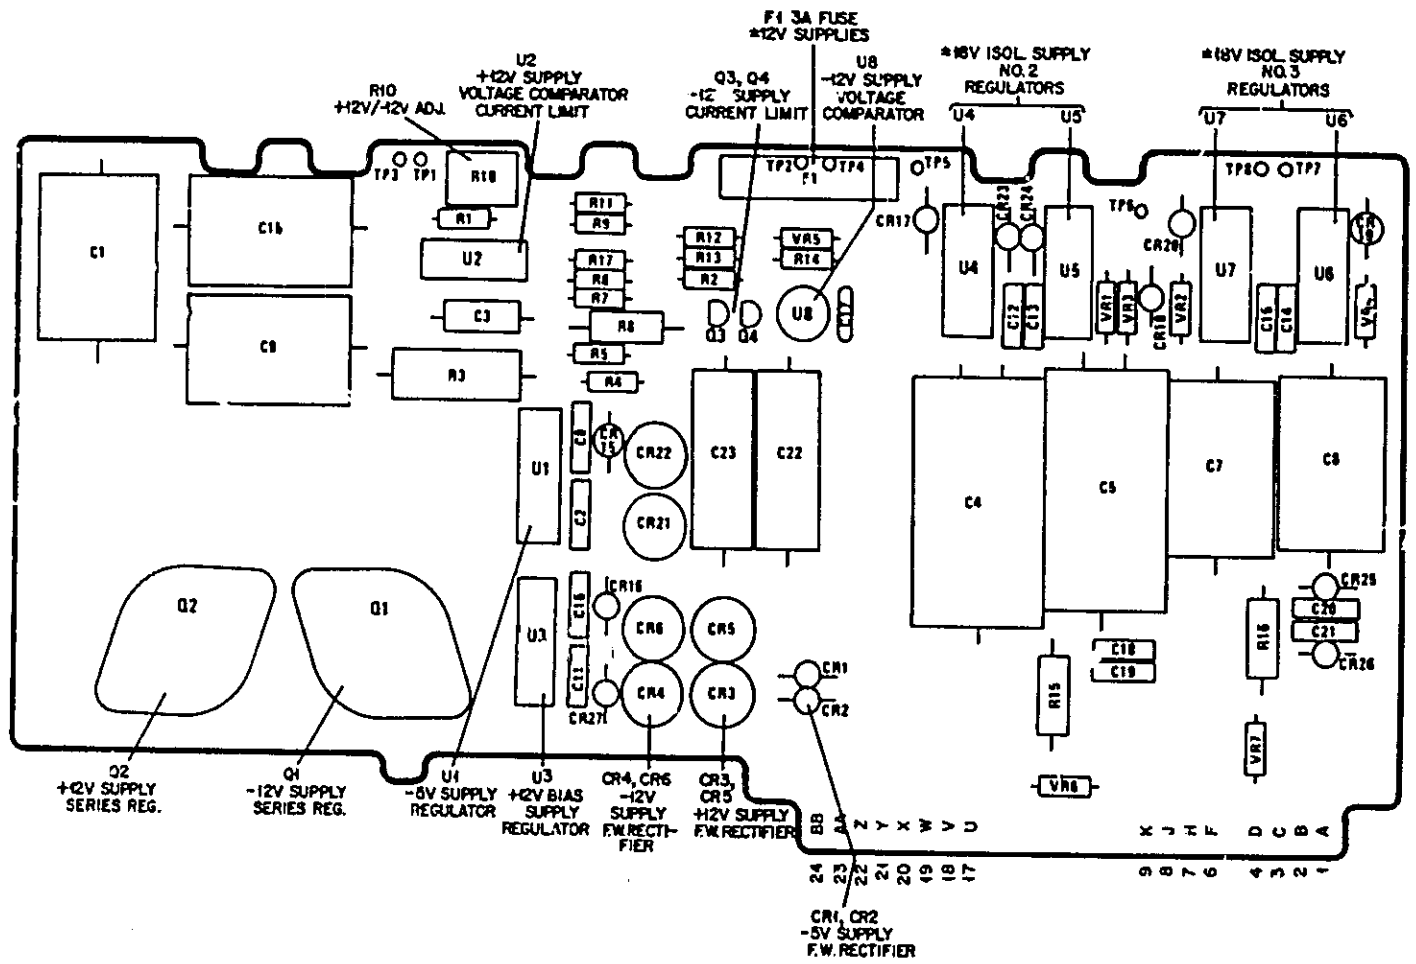 F1 3A FUSE
±12V SUPPLIES
U2
+12V SUPPLY
VOLTAGE COMPARATOR
CURRENT LIMIT
R10
+12V/-12V ADJ.
Q3, Q4
-12 SUPPLY
CURRENT LIMIT
U8
-12V SUPPLY
VOLTAGE
COMPARATOR
±18V ISOL. SUPPLY
NO. 2
REGULATORS
U4 U5
±18V ISOL. SUPPLY
NO. 3
REGULATORS
U7 U6
TP3 TP1
R10
R1
TP2 TP4
F1
TP5
TP6
TP8 TP7
C1
C9
U2
C3
R3
R11
R9
R17
R7
R5
R4
R12
R13
R2
VR5
R14
Q3 Q4
U8
C17
CR17
U4
CR23
CR24
U5
C12
C13
VR1
VR3
CR18
VR2
U7
C14
U6
U1
C2
CR22
CR21
C23
C22
C4
C5
C7
Q2
Q1
U3
C11
CR16
CR27
CR6
CR5
CR4
CR3
CR1
CR2
C18
C19
R15
VR6
R16
VR7
CR25
C20
C21
CR26
Q2
+12V SUPPLY
SERIES REG.
Q1
-12V SUPPLY
SERIES REG.
U1
-5V SUPPLY
REGULATOR
U3
+12V BIAS
SUPPLY
REGULATOR
CR4, CR6
-12V
SUPPLY
F.W. RECTI-
FIER
CR3,
CR5
+12V SUPPLY
F.W. RECTIFIER
BB AA Z Y X W V U
K J H F D C B A
24 23 22 21 20 19 18 17
9 8 7 6 4 3 2 1
CR1, CR2
-5V SUPPLY
F.W. RECTIFIER